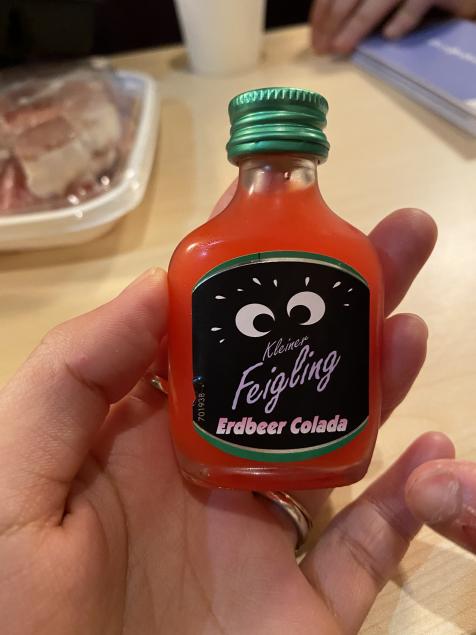 Kleiner
Feigling
Erdbeer Colada
701938